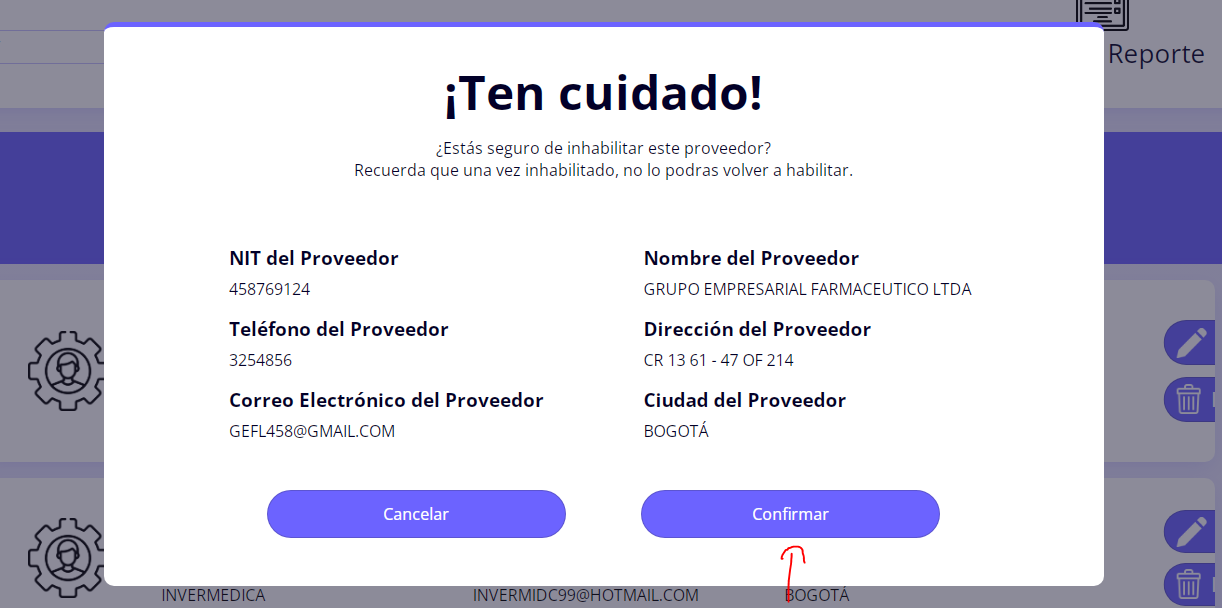 Reporte
¡Ten cuidado!
¿Estás seguro de inhabilitar este proveedor?
Recuerda que una vez inhabilitado, no lo podras volver a habilitar.
NIT del Proveedor
458769124
Nombre del Proveedor
GRUPO EMPRESARIAL FARMACEUTICO LTDA
Teléfono del Proveedor
3254856
Dirección del Proveedor
CR 13 61 - 47 OF 214
Correo Electrónico del Proveedor
GEFL458@GMAIL.COM
Ciudad del Proveedor
BOGOTÁ
Cancelar
Confirmar
INVERMEDICA
INVERMIDC99@HOTMAIL.COM
BOGOTÁ